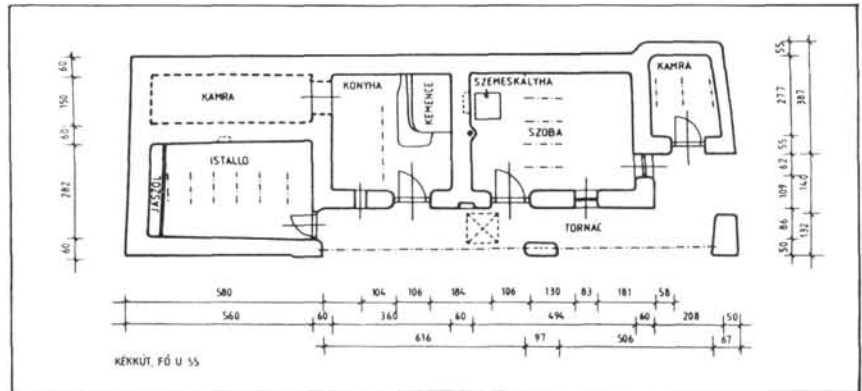 KAMRA
KONYHA
KEMENCE
SZEMESKÁLYHA
SZOBA
KAMRA
JÁSZOL
ISTALLO
TORNÁC
60
150
60
282
60
55
277
55
62
109
86
50
387
140
132
580 104 106 184 106 130 83 181 58
560 60 360 60 494 60 208 50
616 97 506 67
KÉKKÚT, FŐ U 55